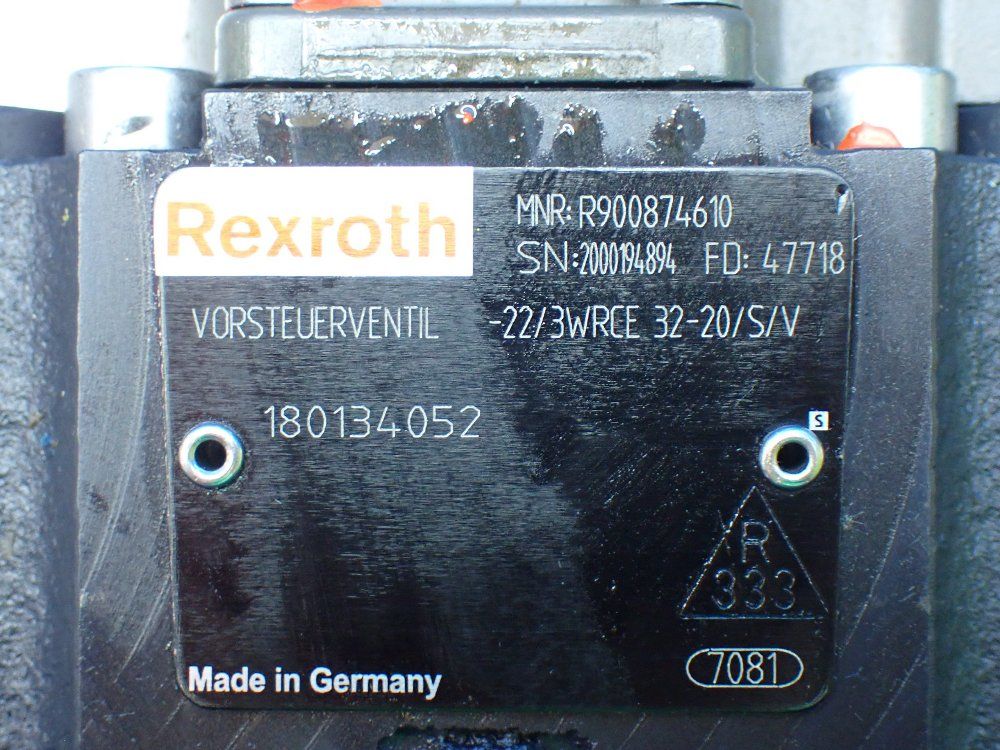 Rexroth
MNR: R900874610
SN: 2000194894 FD: 47718
VORSTEUERVENTIL -22/3WRCE 32-20/S/V
180134052
S
R
333
7081
Made in Germany